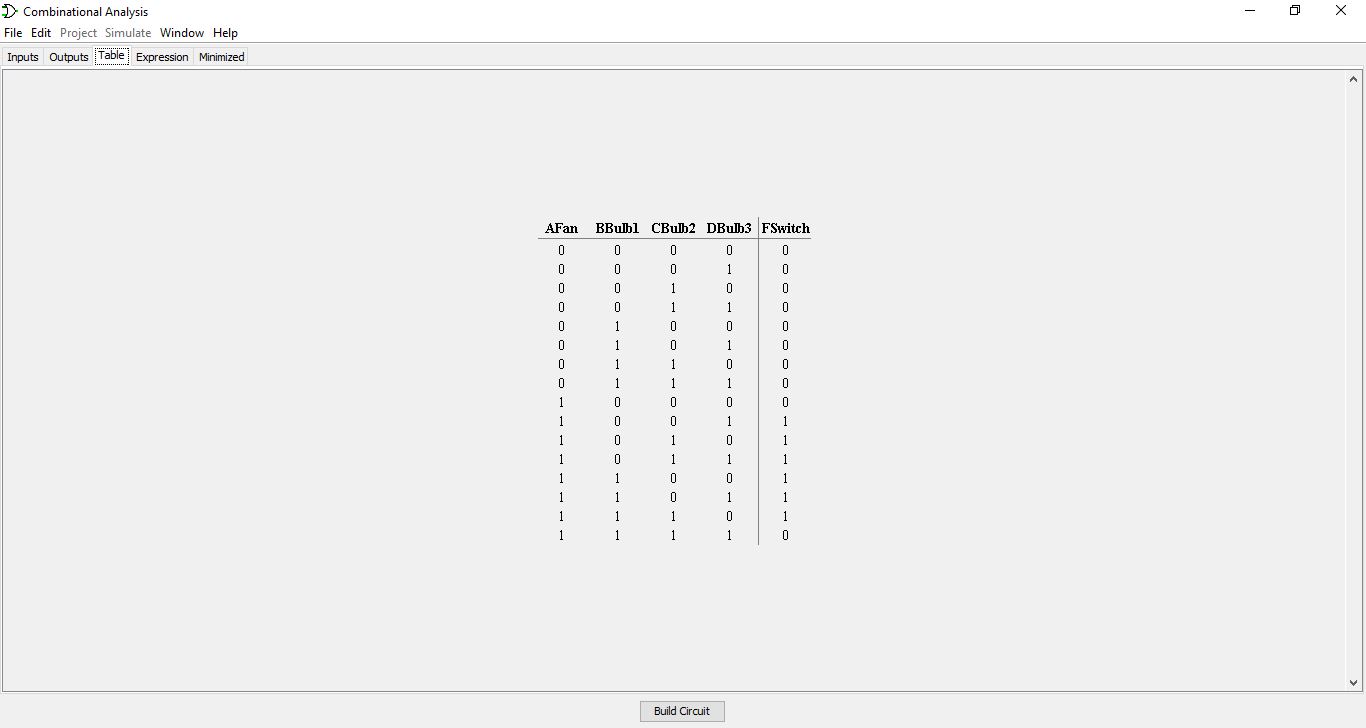 Combinational Analysis
File Edit Project Simulate Window Help
Inputs Outputs Table Expression Minimized
AFan BBulb1 CBulb2 DBulb3 FSwitch
0 0 0 0 0
0 0 0 1 0
0 0 1 0 0
0 0 1 1 0
0 1 0 0 0
0 1 0 1 0
0 1 1 0 0
0 1 1 1 0
1 0 0 0 0
1 0 0 1 1
1 0 1 0 1
1 0 1 1 1
1 1 0 0 1
1 1 0 1 1
1 1 1 0 1
1 1 1 1 0
Build Circuit